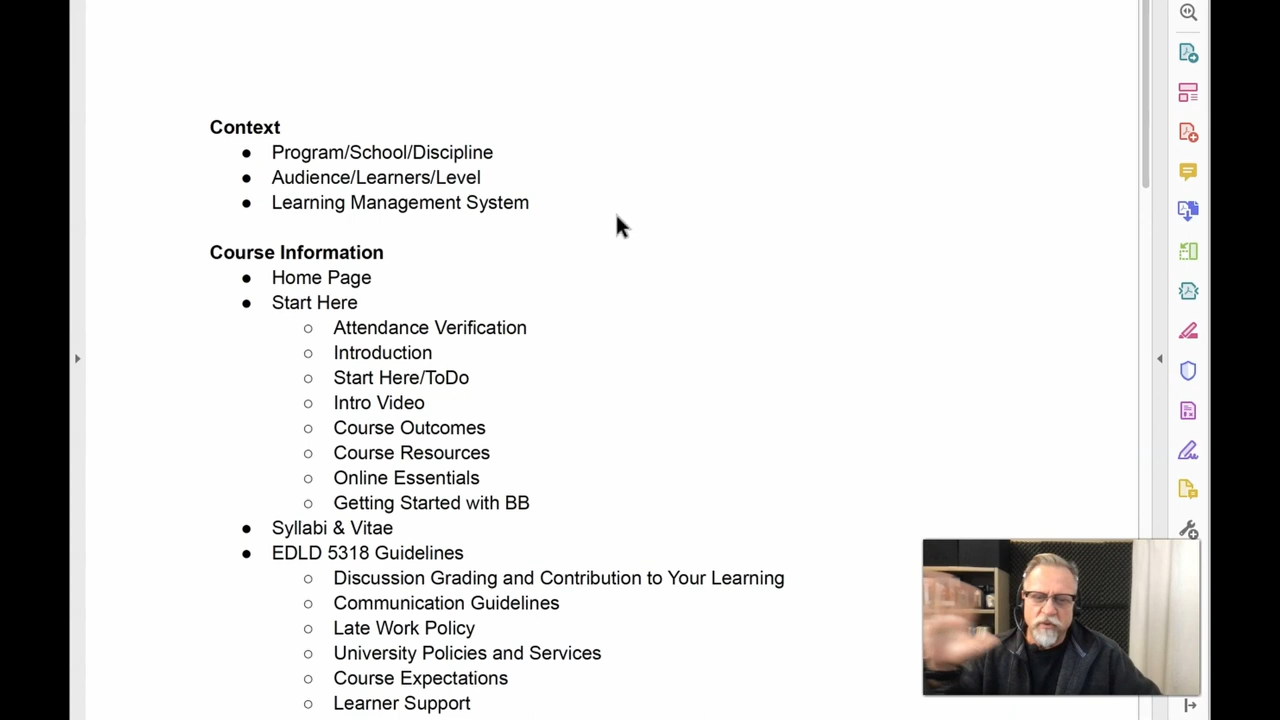 Context
● Program/School/Discipline
● Audience/Learners/Level
● Learning Management System
Course Information
● Home Page
● Start Here
○ Attendance Verification
○ Introduction
○ Start Here/ToDo
○ Intro Video
○ Course Outcomes
○ Course Resources
○ Online Essentials
○ Getting Started with BB
● Syllabi & Vitae
● EDLD 5318 Guidelines
○ Discussion Grading and Contribution to Your Learning
○ Communication Guidelines
○ Late Work Policy
○ University Policies and Services
○ Course Expectations
○ Learner Support